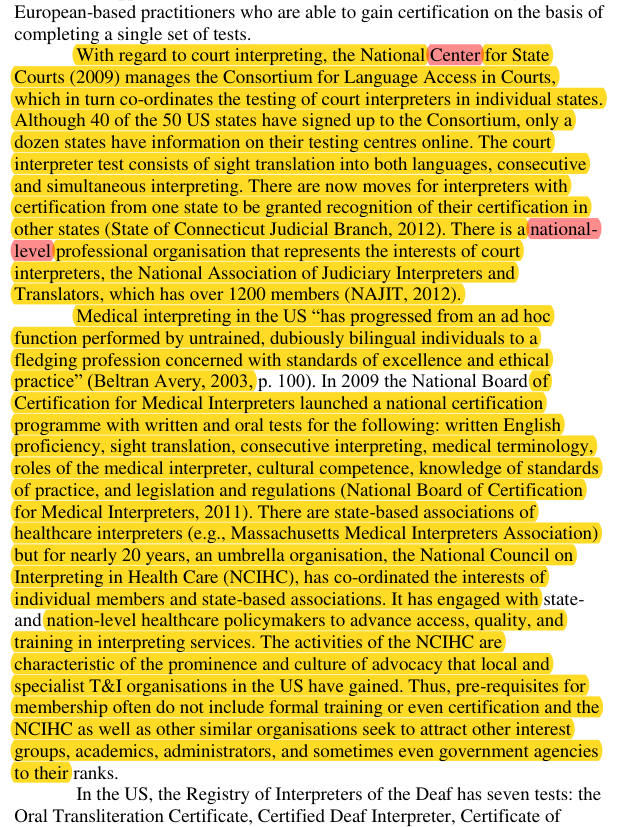 European-based practitioners who are able to gain certification on the basis of
completing a single set of tests.
With regard to court interpreting, the National Center for State
Courts (2009) manages the Consortium for Language Access in Courts,
which in turn co-ordinates the testing of court interpreters in individual states.
Although 40 of the 50 US states have signed up to the Consortium, only a
dozen states have information on their testing centres online. The court
interpreter test consists of sight translation into both languages, consecutive
and simultaneous interpreting. There are now moves for interpreters with
certification from one state to be granted recognition of their certification in
other states (State of Connecticut Judicial Branch, 2012). There is a national-
level professional organisation that represents the interests of court
interpreters, the National Association of Judiciary Interpreters and
Translators, which has over 1200 members (NAJIT, 2012).
Medical interpreting in the US “has progressed from an ad hoc
function performed by untrained, dubiously bilingual individuals to a
fledging profession concerned with standards of excellence and ethical
practice” (Beltran Avery, 2003, p. 100). In 2009 the National Board of
Certification for Medical Interpreters launched a national certification
programme with written and oral tests for the following: written English
proficiency, sight translation, consecutive interpreting, medical terminology,
roles of the medical interpreter, cultural competence, knowledge of standards
of practice, and legislation and regulations (National Board of Certification
for Medical Interpreters, 2011). There are state-based associations of
healthcare interpreters (e.g., Massachusetts Medical Interpreters Association)
but for nearly 20 years, an umbrella organisation, the National Council on
Interpreting in Health Care (NCIHC), has co-ordinated the interests of
individual members and state-based associations. It has engaged with state-
and nation-level healthcare policymakers to advance access, quality, and
training in interpreting services. The activities of the NCIHC are
characteristic of the prominence and culture of advocacy that local and
specialist T&I organisations in the US have gained. Thus, pre-requisites for
membership often do not include formal training or even certification and the
NCIHC as well as other similar organisations seek to attract other interest
groups, academics, administrators, and sometimes even government agencies
to their ranks.
In the US, the Registry of Interpreters of the Deaf has seven tests: the
Oral Transliteration Certificate, Certified Deaf Interpreter, Certificate of